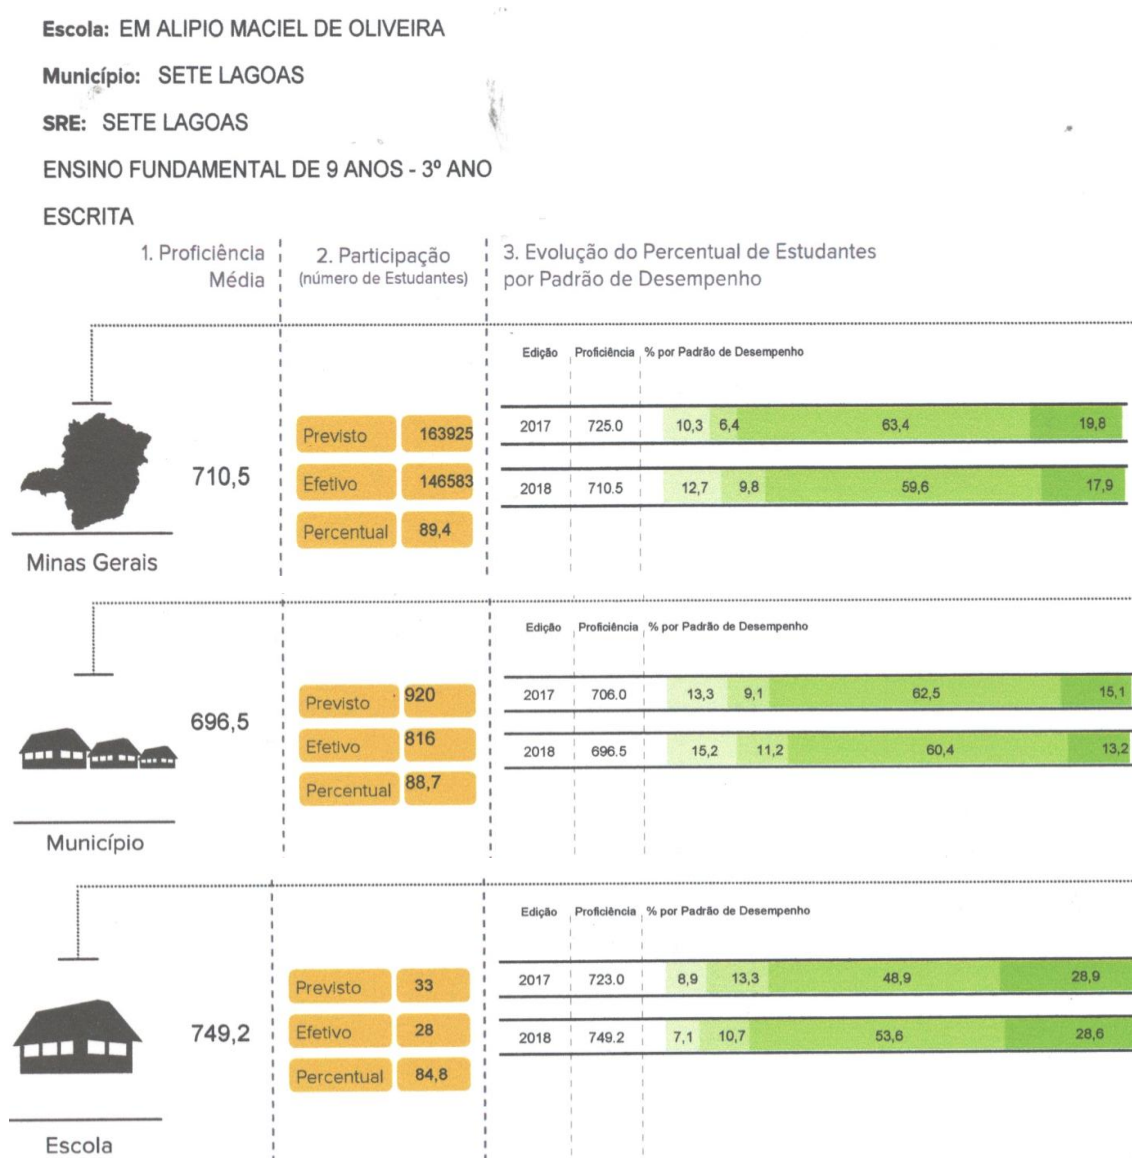 Escola: EM ALIPIO MACIEL DE OLIVEIRA
Município: SETE LAGOAS
SRE: SETE LAGOAS
ENSINO FUNDAMENTAL DE 9 ANOS - 3º ANO
ESCRITA
1. Proficiência Média
2. Participação (número de Estudantes)
3. Evolução do Percentual de Estudantes por Padrão de Desempenho
Edição Proficiência % por Padrão de Desempenho
2017 725.0 10,3 6,4 63,4 19,8
2018 710.5 12,7 9,8 59,6 17,9
Previsto 163925
Efetivo 146583
Percentual 89,4
710,5
Minas Gerais
Edição Proficiência % por Padrão de Desempenho
2017 706.0 13,3 9,1 62,5 15,1
2018 696.5 15,2 11,2 60,4 13,2
Previsto 920
Efetivo 816
Percentual 88,7
696,5
Município
Edição Proficiência % por Padrão de Desempenho
2017 723.0 8,9 13,3 48,9 28,9
2018 749.2 7,1 10,7 53,6 28,6
Previsto 33
Efetivo 28
Percentual 84,8
749,2
Escola